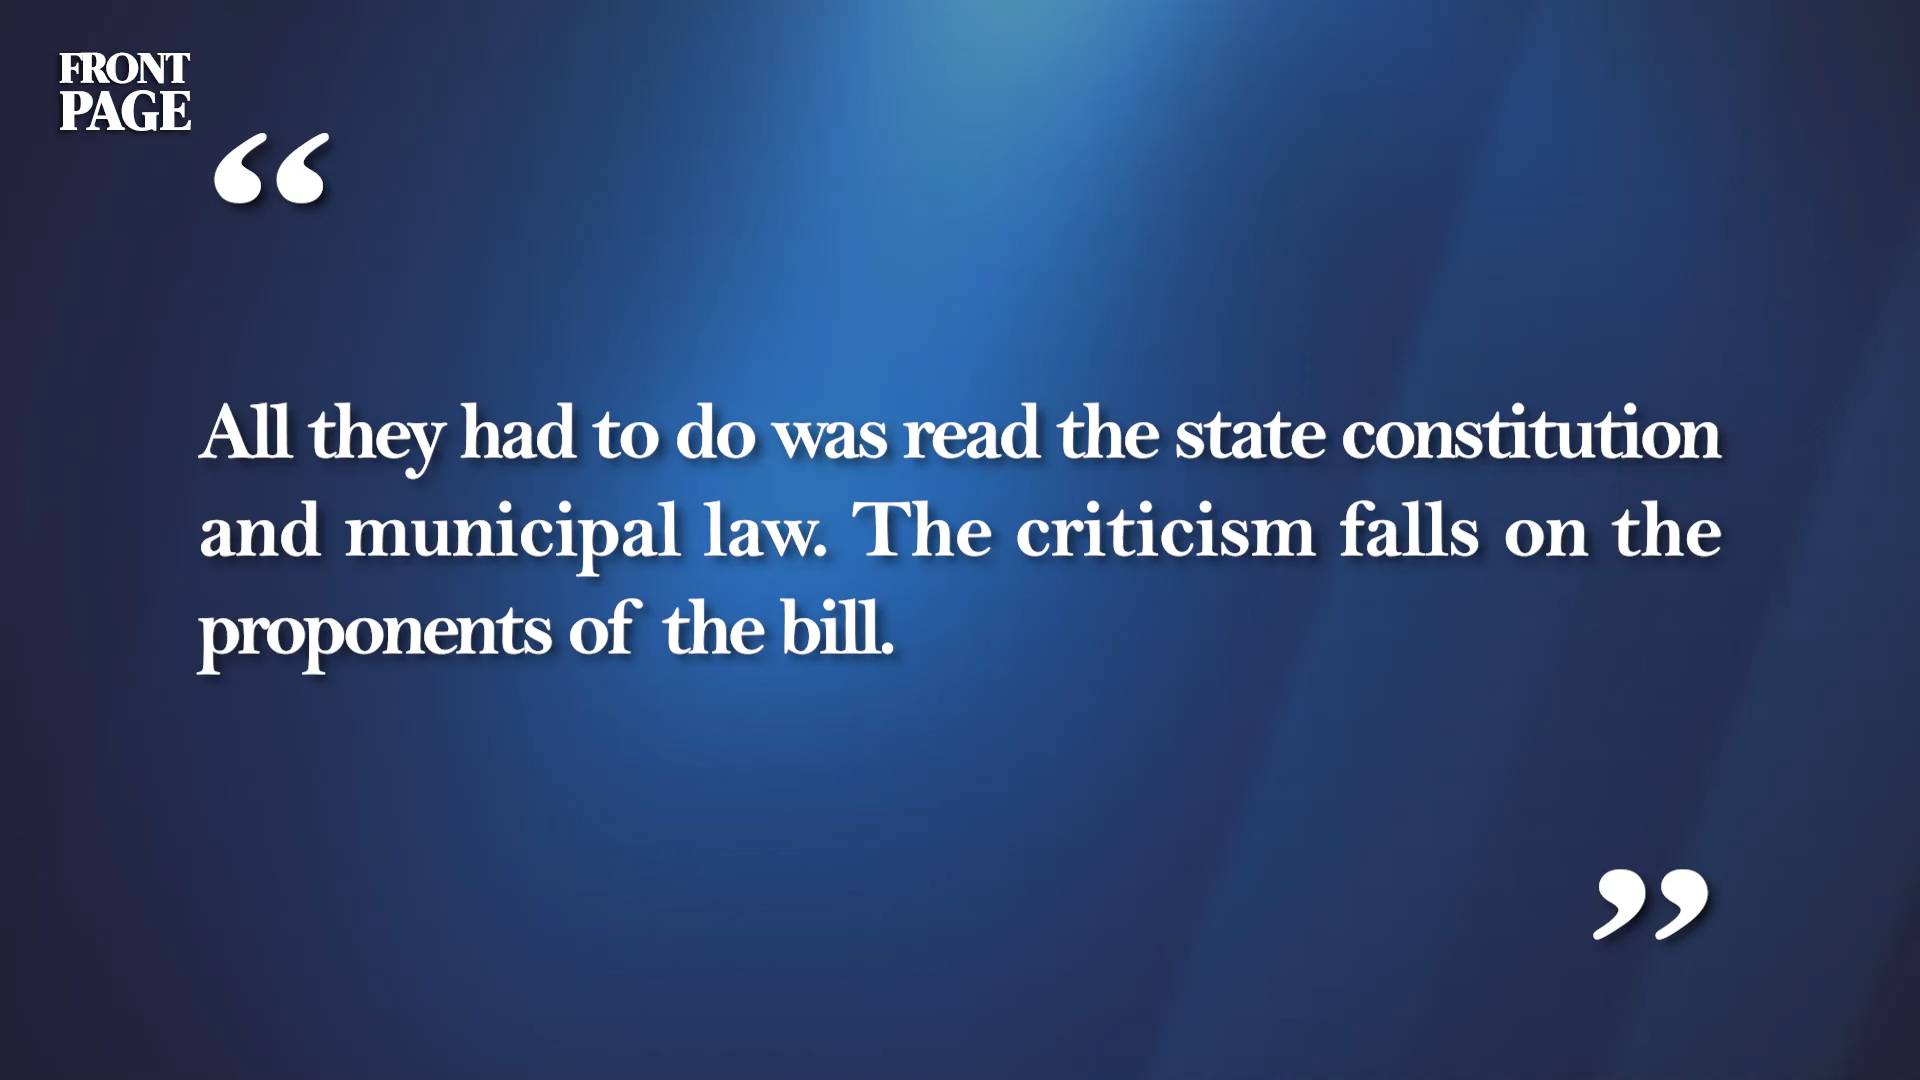 FRONT
PAGE
“
All they had to do was read the state constitution
and municipal law. The criticism falls on the
proponents of the bill.
”